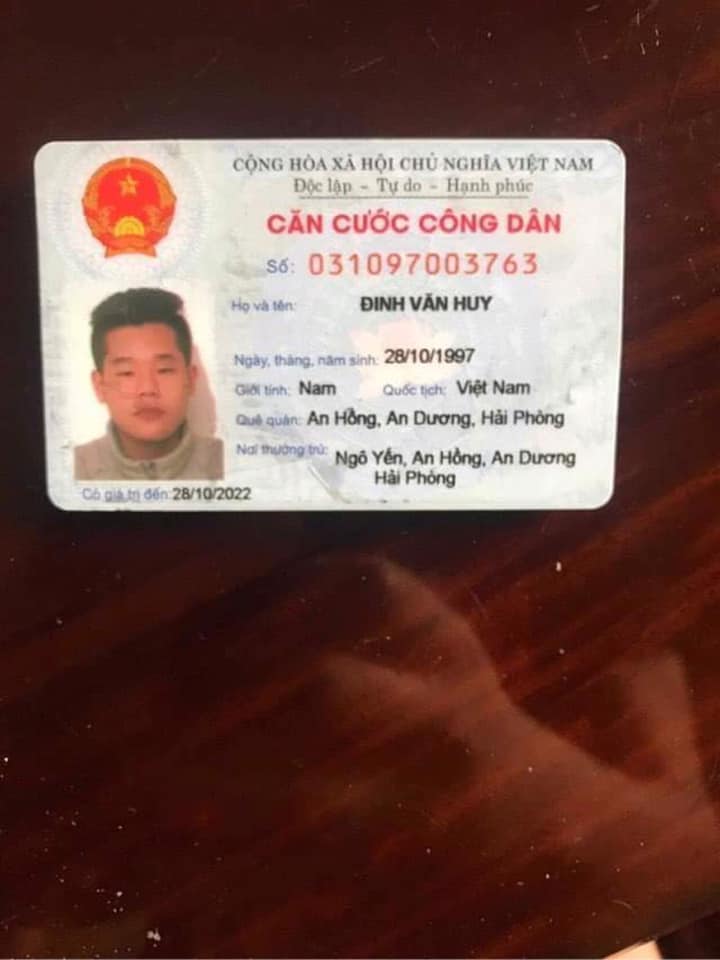 CỘNG HÒA XÃ HỘI CHỦ NGHĨA VIỆT NAM
Độc lập - Tự do - Hạnh phúc
CĂN CƯỚC CÔNG DÂN
Số: 031097003763
Họ và tên: ĐINH VĂN HUY
Ngày, tháng, năm sinh: 28/10/1997
Giới tính: Nam Quốc tịch: Việt Nam
Quê quán: An Hồng, An Dương, Hải Phòng
Nơi thường trú: Ngô Yến, An Hồng, An Dương
Hải Phòng
Có giá trị đến: 28/10/2022